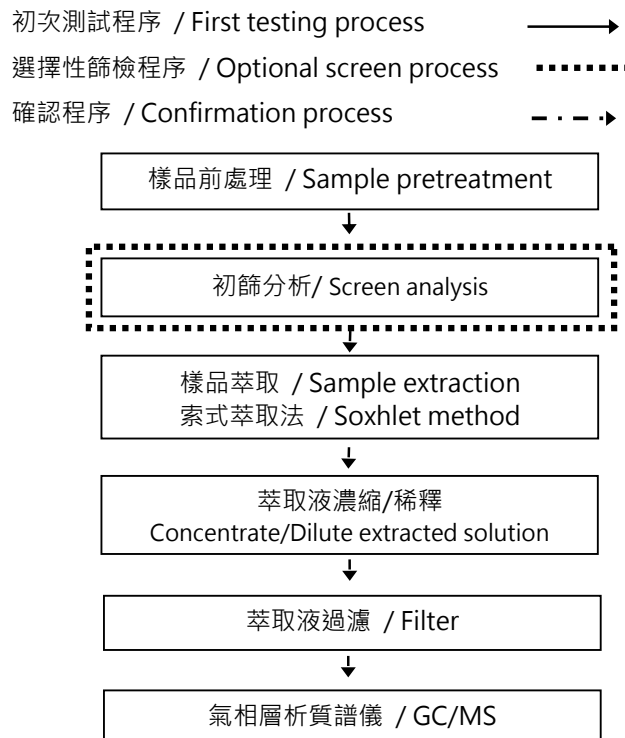 初次測試程序 / First testing process
選擇性篩檢程序 / Optional screen process
確認程序 / Confirmation process
樣品前處理 / Sample pretreatment
初篩分析/ Screen analysis
樣品萃取 / Sample extraction
索式萃取法 / Soxhlet method
萃取液濃縮/稀釋
Concentrate/Dilute extracted solution
萃取液過濾 / Filter
氣相層析質譜儀 / GC/MS